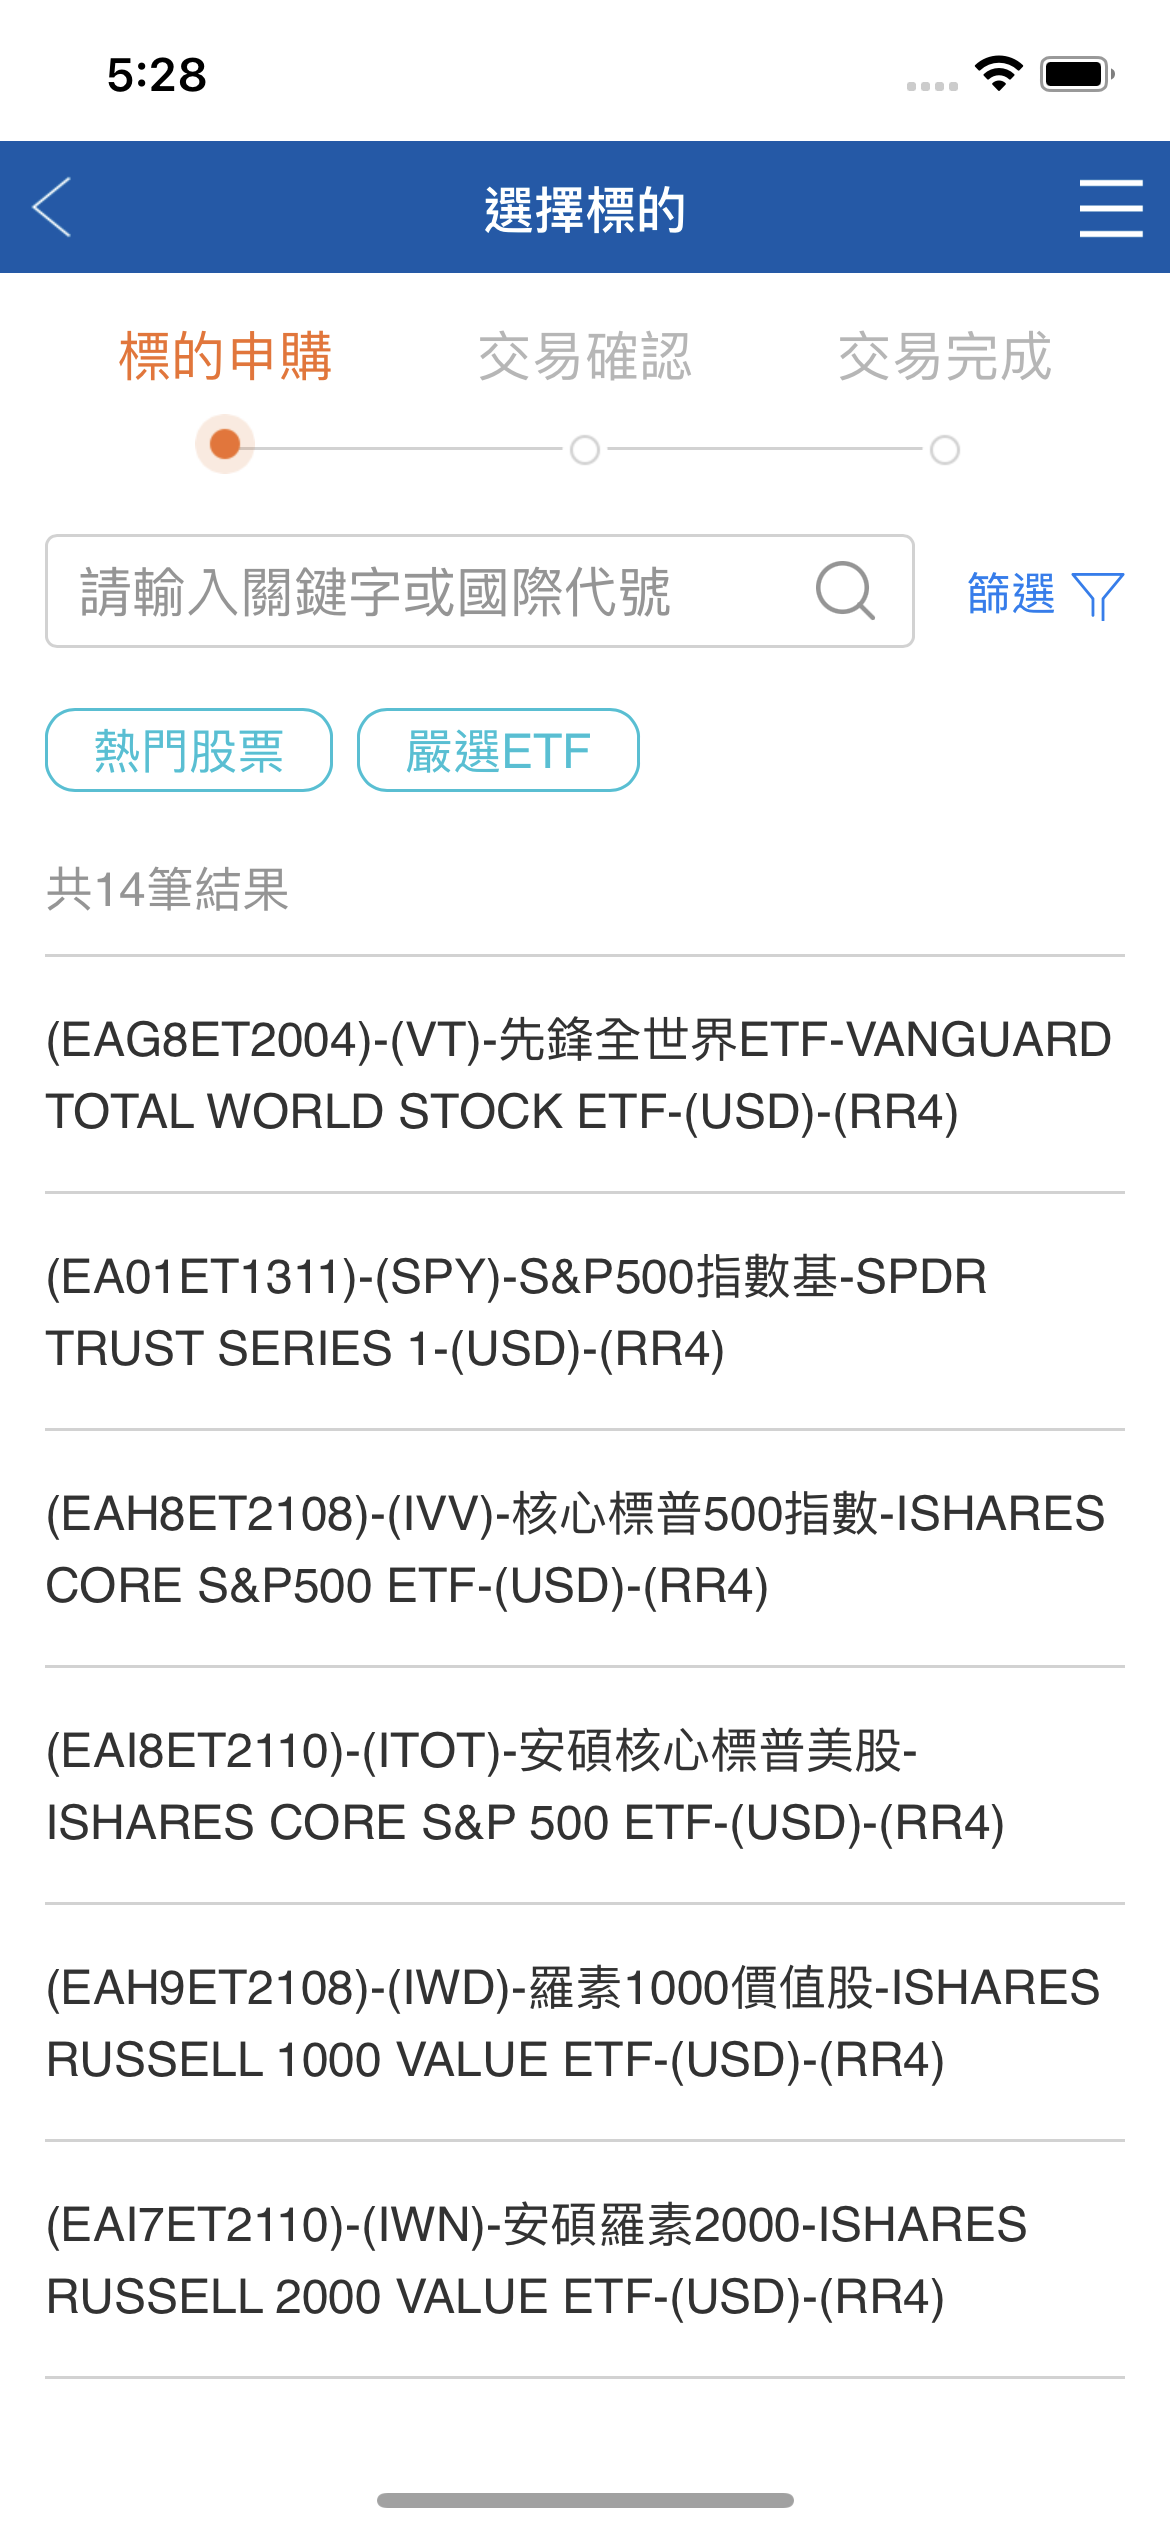 5:28
選擇標的
標的申購 交易確認 交易完成
請輸入關鍵字或國際代號
篩選
熱門股票 嚴選ETF
共14筆結果
(EAG8ET2004)-(VT)-先鋒全世界ETF-VANGUARD
TOTAL WORLD STOCK ETF-(USD)-(RR4)
(EA01ET1311)-(SPY)-S&P500指數基-SPDR
TRUST SERIES 1-(USD)-(RR4)
(EAH8ET2108)-(IVV)-核心標普500指數-ISHARES
CORE S&P500 ETF-(USD)-(RR4)
(EAI8ET2110)-(ITOT)-安碩核心標普美股-
ISHARES CORE S&P 500 ETF-(USD)-(RR4)
(EAH9ET2108)-(IWD)-羅素1000價值股-ISHARES
RUSSELL 1000 VALUE ETF-(USD)-(RR4)
(EAI7ET2110)-(IWN)-安碩羅素2000-ISHARES
RUSSELL 2000 VALUE ETF-(USD)-(RR4)